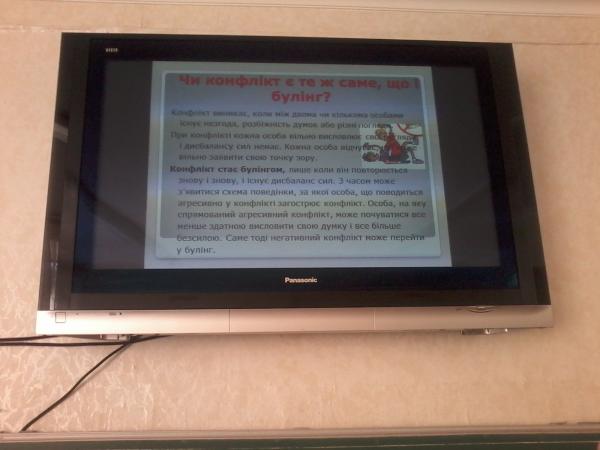 VIERA
Чи конфлікт є те ж саме, що і
булінг?
Конфлікт виникає, коли між двома чи кількома особами
існує незгода, розбіжність думок або різні погляди.
При конфлікті кожна особа вільно висловлює свої погляди
і дисбалансу сил немає. Кожна особа
вільно заявити свою точку зору.
Конфлікт стає булінгом, лише коли він повторюється
знову і знову, і існує дисбаланс сил. З часом може
з'явитися схема поведінки, за якої особа, що поводиться
агресивно у конфлікті загострює конфлікт. Особа, на яку
спрямований агресивний конфлікт, може почуватися все
менше здатною висловити свою думку і все більше
безсилою. Саме тоді негативний конфлікт може перейти
у булінг.
Panasonic